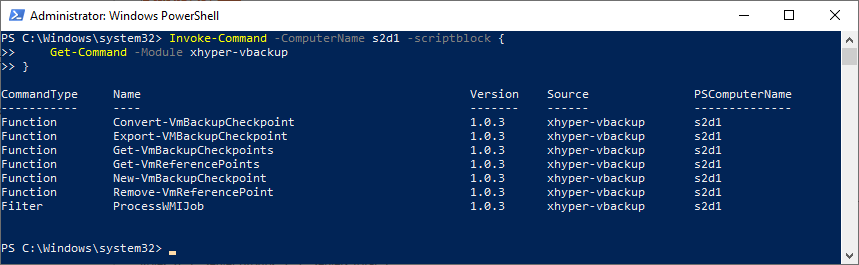 Administrator: Windows PowerShell
PS C:\Windows\system32> Invoke-Command -ComputerName s2d1 -scriptblock {
>>     Get-Command -Module xhyper-vbackup
>> }
CommandType     Name                                               Version    Source               PSComputerName
-----------     ----                                               -------    ------               --------------
Function        Convert-VmBackupCheckpoint                         1.0.3      xhyper-vbackup       s2d1
Function        Export-VMBackupCheckpoint                          1.0.3      xhyper-vbackup       s2d1
Function        Get-VmBackupCheckpoints                            1.0.3      xhyper-vbackup       s2d1
Function        Get-VmReferencePoints                              1.0.3      xhyper-vbackup       s2d1
Function        New-VmBackupCheckpoint                             1.0.3      xhyper-vbackup       s2d1
Function        Remove-VmReferencePoint                            1.0.3      xhyper-vbackup       s2d1
Filter          ProcessWMIJob                                      1.0.3      xhyper-vbackup       s2d1
PS C:\Windows\system32> _